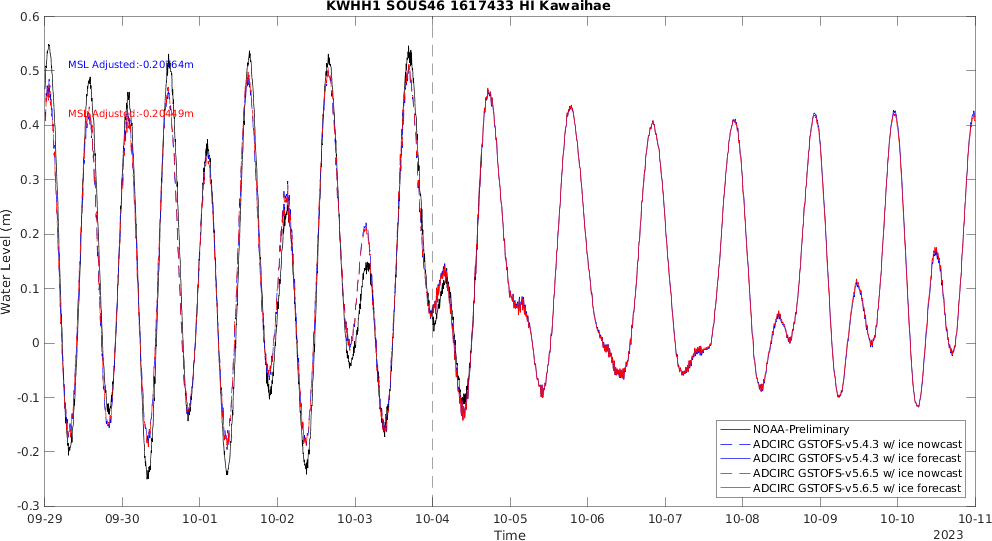 KWHH1 SOUS46 1617433 HI Kawaihae
0.6
0.5
0.4
0.3
0.2
0.1
0
-0.1
-0.2
-0.3
Water Level (m)
MSL Adjusted:-0.20164m
MSL Adjusted:-0.20449m
NOAA-Preliminary
ADCIRC GSTOFS-v5.4.3 w/ ice nowcast
ADCIRC GSTOFS-v5.4.3 w/ ice forecast
ADCIRC GSTOFS-v5.6.5 w/ ice nowcast
ADCIRC GSTOFS-v5.6.5 w/ ice forecast
09-29 09-30 10-01 10-02 10-03 10-04 10-05 10-06 10-07 10-08 10-09 10-10 10-11
Time
2023